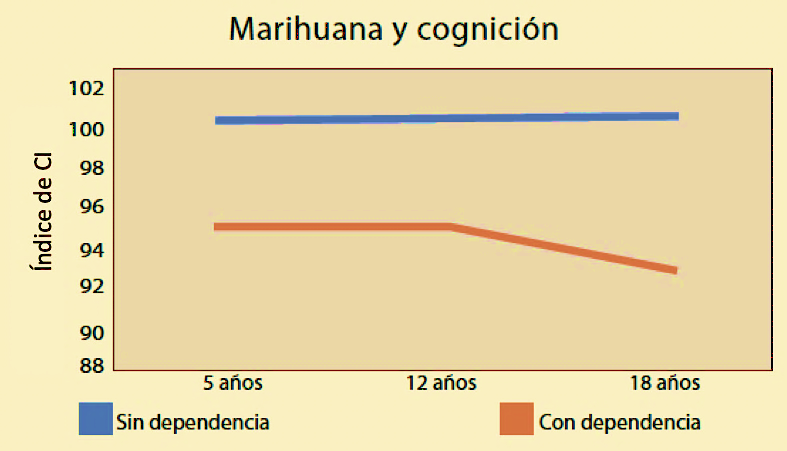 Marihuana y cognición
Índice de CI
102
100
98
96
94
92
90
88
5 años 12 años 18 años
Sin dependencia Con dependencia